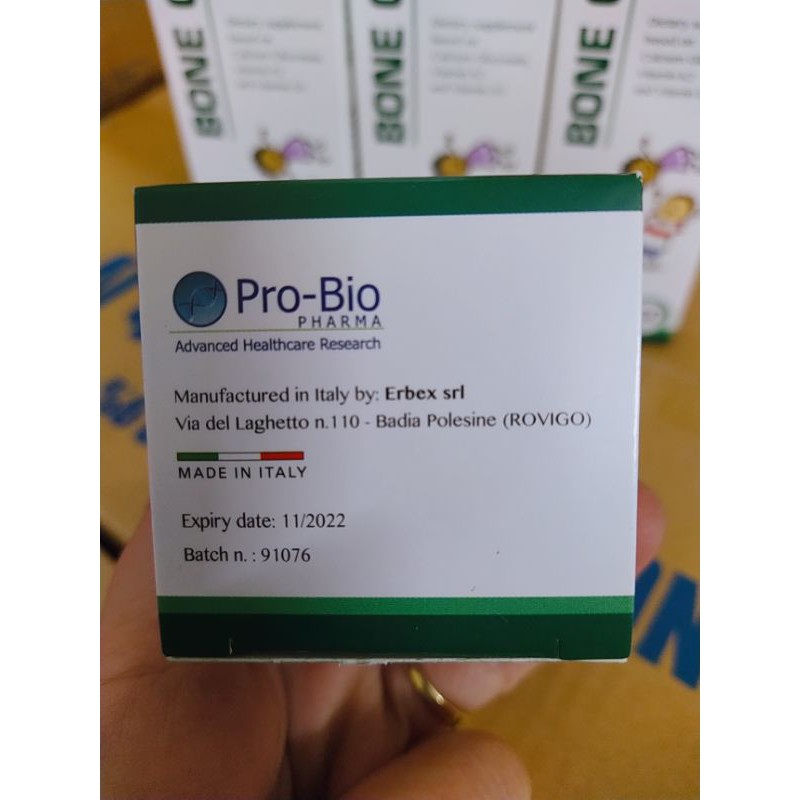 BONE
BONE
BONE
Pro-Bio
PHARMA
Advanced Healthcare Research
Manufactured in Italy by: Erbex srl
Via del Laghetto n.110 - Badia Polesine (ROVIGO)
MADE IN ITALY
Expiry date: 11/2022
Batch n. : 91076